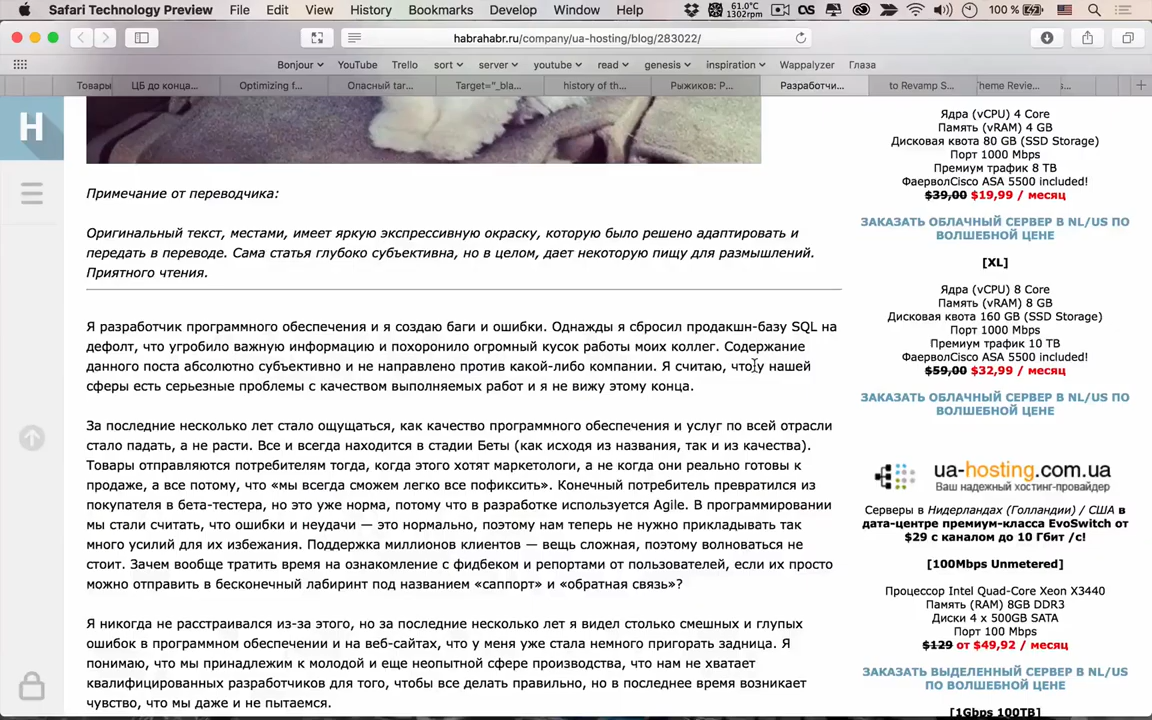 Safari Technology Preview File Edit View History Bookmarks Develop Window Help 61.0°C 1302rpm 100 %
habrahabr.ru/company/ua-hosting/blog/283022/
Bonjour YouTube Trello sort server youtube read genesis inspiration Wappalyzer Глаза
Товары ЦБ до конца... Optimizing f... Опасный tar... Target="_bla... history of th... Рыжиков: P... Разработчи... to Revamp S... Theme Revie... s...
H
Примечание от переводчика:
Оригинальный текст, местами, имеет яркую экспрессивную окраску, которую было решено адаптировать и
передать в переводе. Сама статья глубоко субъективна, но в целом, дает некоторую пищу для размышлений.
Приятного чтения.
Я разработчик программного обеспечения и я создаю баги и ошибки. Однажды я сбросил продакшн-базу SQL на
дефолт, что угробило важную информацию и похоронило огромный кусок работы моих коллег. Содержание
данного поста абсолютно субъективно и не направлено против какой-либо компании. Я считаю, что у нашей
сферы есть серьезные проблемы с качеством выполняемых работ и я не вижу этому конца.
За последние несколько лет стало ощущаться, как качество программного обеспечения и услуг по всей отрасли
стало падать, а не расти. Все и всегда находится в стадии Беты (как исходя из названия, так и из качества).
Товары отправляются потребителям тогда, когда этого хотят маркетологи, а не когда они реально готовы к
продаже, а все потому, что «мы всегда сможем легко все пофиксить». Конечный потребитель превратился из
покупателя в бета-тестера, но это уже норма, потому что в разработке используется Agile. В программировании
мы стали считать, что ошибки и неудачи — это нормально, поэтому нам теперь не нужно прикладывать так
много усилий для их избежания. Поддержка миллионов клиентов — вещь сложная, поэтому волноваться не
стоит. Зачем вообще тратить время на ознакомление с фидбеком и репортами от пользователей, если их просто
можно отправить в бесконечный лабиринт под названием «саппорт» и «обратная связь»?
Я никогда не расстраивался из-за этого, но за последние несколько лет я видел столько смешных и глупых
ошибок в программном обеспечении и на веб-сайтах, что у меня уже стала немного пригорать задница. Я
понимаю, что мы принадлежим к молодой и еще неопытной сфере производства, что нам не хватает
квалифицированных разработчиков для того, чтобы все делать правильно, но в последнее время возникает
чувство, что мы даже и не пытаемся.
Ядра (vCPU) 4 Core
Память (vRAM) 4 GB
Дисковая квота 80 GB (SSD Storage)
Порт 1000 Mbps
Премиум трафик 8 TB
ФаерволCisco ASA 5500 included!
$39,00 $19,99 / месяц
ЗАКАЗАТЬ ОБЛАЧНЫЙ СЕРВЕР В NL/US ПО
ВОЛШЕБНОЙ ЦЕНЕ
[XL]
Ядра (vCPU) 8 Core
Память (vRAM) 8 GB
Дисковая квота 160 GB (SSD Storage)
Порт 1000 Mbps
Премиум трафик 10 TB
ФаерволCisco ASA 5500 included!
$59,00 $32,99 / месяц
ЗАКАЗАТЬ ОБЛАЧНЫЙ СЕРВЕР В NL/US ПО
ВОЛШЕБНОЙ ЦЕНЕ
ua-hosting.com.ua
Ваш надежный хостинг-провайдер
Серверы в Нидерландах (Голландии) / США в
дата-центре премиум-класса EvoSwitch от
$29 с каналом до 10 Гбит /с!
[100Mbps Unmetered]
Процессор Intel Quad-Core Xeon X3440
Память (RAM) 8GB DDR3
Диски 4 x 500GB SATA
Порт 100 Mbps
$129 от $49,92 / месяц
ЗАКАЗАТЬ ВЫДЕЛЕННЫЙ СЕРВЕР В NL/US
ПО ВОЛШЕБНОЙ ЦЕНЕ
[1Gbps 100TB]